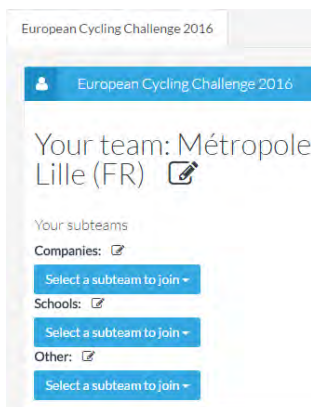 European Cycling Challenge 2016
European Cycling Challenge 2016
Your team: Métropole
Lille (FR)
Your subteams
Companies:
Select a subteam to join
Schools:
Select a subteam to join
Other:
Select a subteam to join